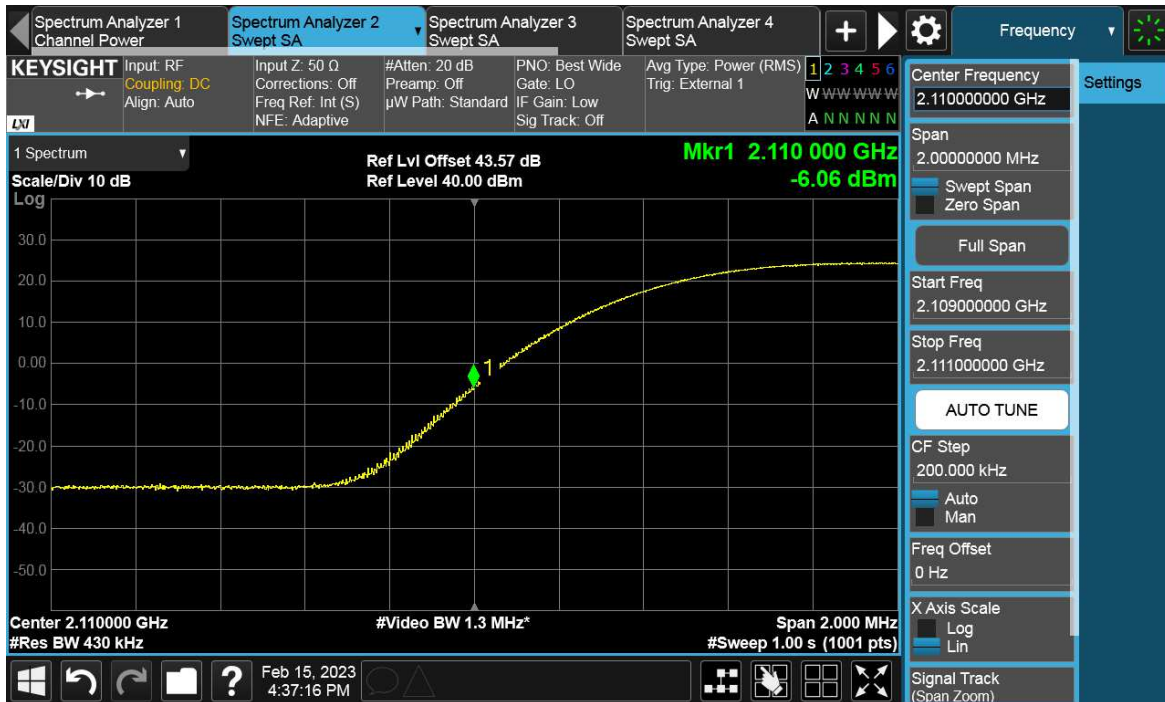 Spectrum Analyzer 1
Channel Power
Spectrum Analyzer 2
Swept SA
Spectrum Analyzer 3
Swept SA
Spectrum Analyzer 4
Swept SA
+
Frequency
KEYSIGHT
LXI
Input: RF
Coupling: DC
Align: Auto
Input Z: 50 Ω
Corrections: Off
Freq Ref: Int (S)
NFE: Adaptive
#Atten: 20 dB
Preamp: Off
µW Path: Standard
PNO: Best Wide
Gate: LO
IF Gain: Low
Sig Track: Off
Avg Type: Power (RMS)
Trig: External 1
1 2 3 4 5 6
W W W W W W
A N N N N N
1 Spectrum
Scale/Div 10 dB
Log
Ref Lvl Offset 43.57 dB
Ref Level 40.00 dBm
Mkr1 2.110 000 GHz
-6.06 dBm
30.0
20.0
10.0
0.00
-10.0
-20.0
-30.0
-40.0
-50.0
1
Center 2.110000 GHz
#Res BW 430 kHz
#Video BW 1.3 MHz*
Span 2.000 MHz
#Sweep 1.00 s (1001 pts)
?
Feb 15, 2023
4:37:16 PM
Center Frequency
2.110000000 GHz
Span
2.00000000 MHz
Swept Span
Zero Span
Full Span
Start Freq
2.109000000 GHz
Stop Freq
2.111000000 GHz
AUTO TUNE
CF Step
200.000 kHz
Auto
Man
Freq Offset
0 Hz
X Axis Scale
Log
Lin
Signal Track
(Span Zoom)
Settings